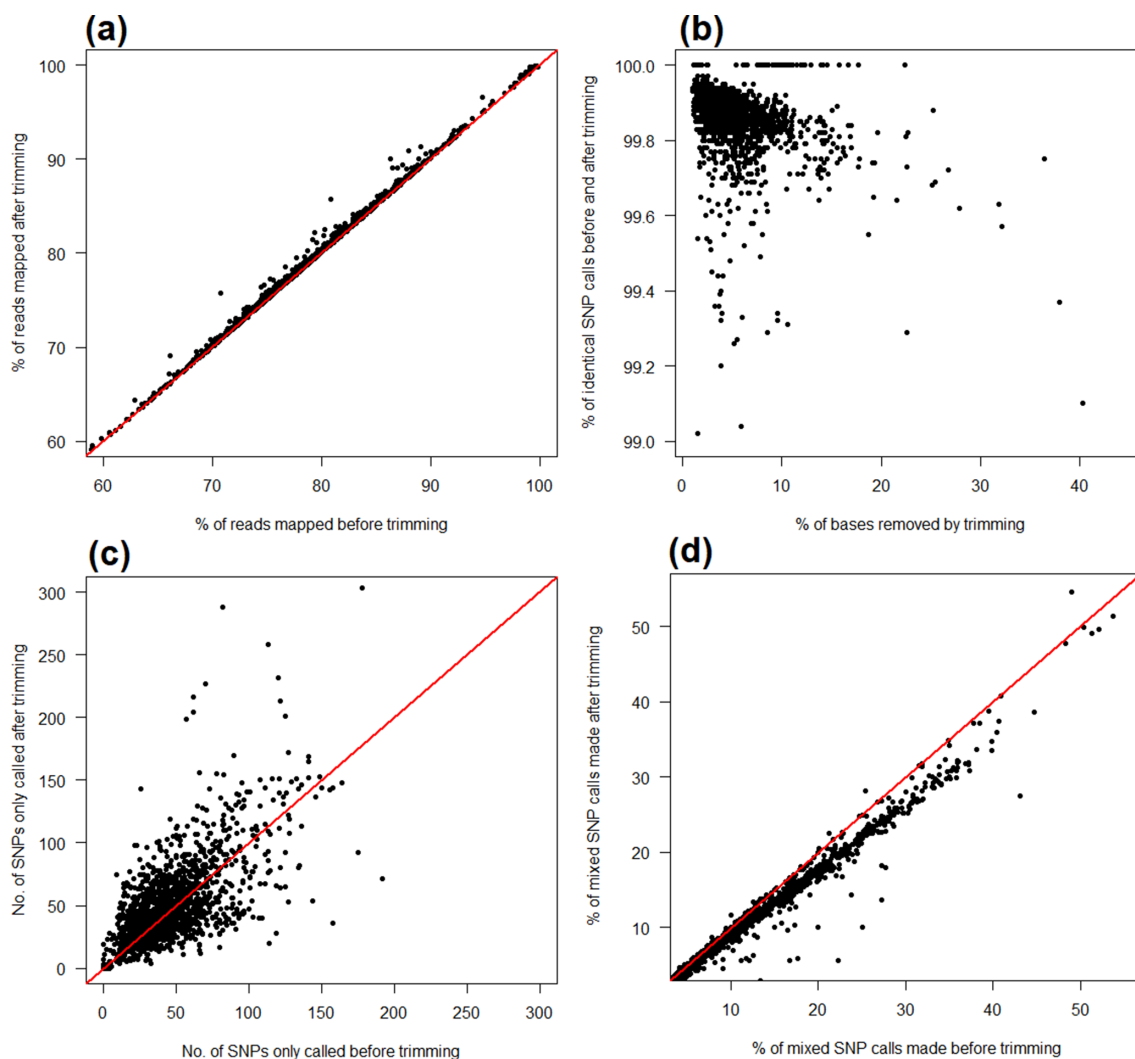 (a)
% of reads mapped after trimming
100
90
80
70
60
60 70 80 90 100
% of reads mapped before trimming
(b)
% of identical SNP calls before and after trimming
100.0
99.8
99.6
99.4
99.2
99.0
0 10 20 30 40
% of bases removed by trimming
(c)
No. of SNPs only called after trimming
300
250
200
150
100
50
0
0 50 100 150 200 250 300
No. of SNPs only called before trimming
(d)
% of mixed SNP calls made after trimming
50
40
30
20
10
10 20 30 40 50
% of mixed SNP calls made before trimming